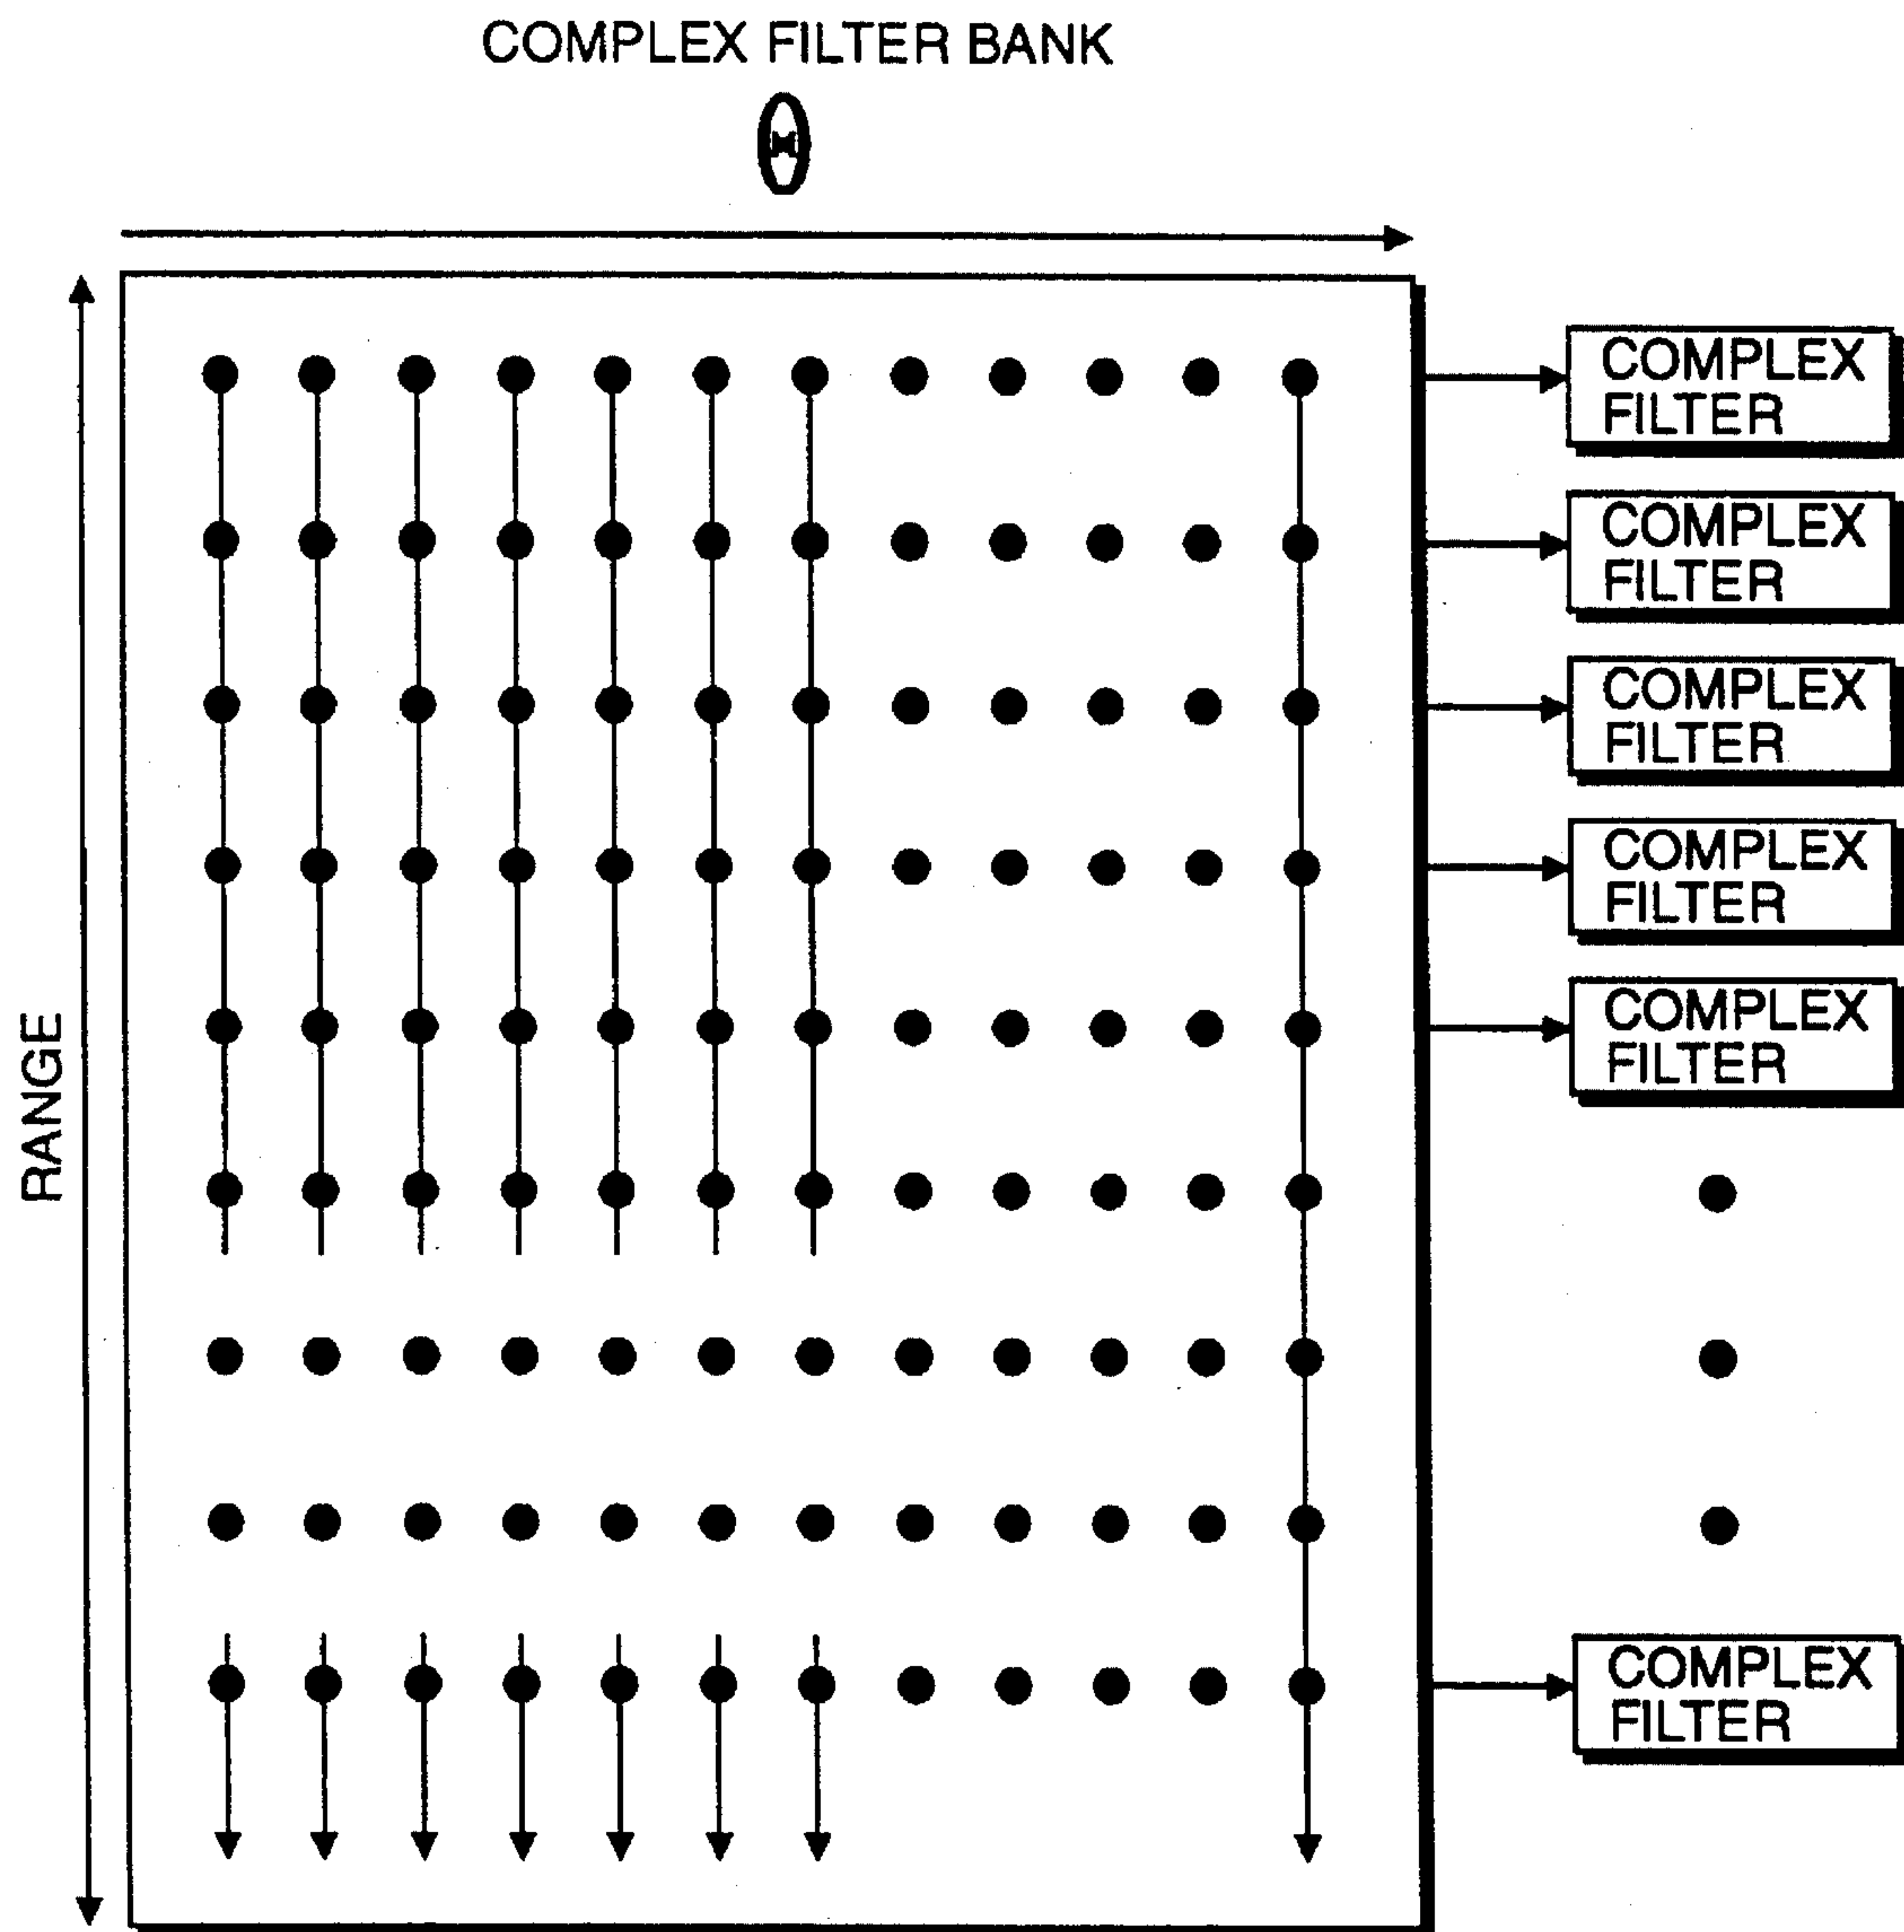 COMPLEX FILTER BANK
Θ
RANGE
COMPLEX
FILTER
COMPLEX
FILTER
COMPLEX
FILTER
COMPLEX
FILTER
COMPLEX
FILTER
COMPLEX
FILTER